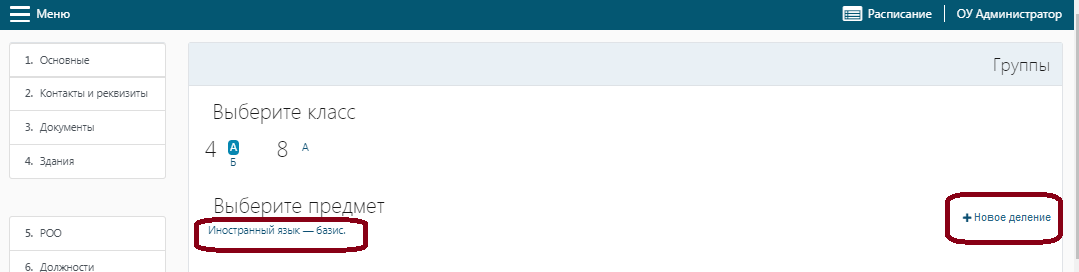 Меню
Расписание
ОУ Администратор
1. Основные
2. Контакты и реквизиты
3. Документы
4. Здания
5. РОО
6. Должности
Группы
Выберите класс
4 А
Б
8 А
Выберите предмет
Иностранный язык — базис.
+ Новое деление